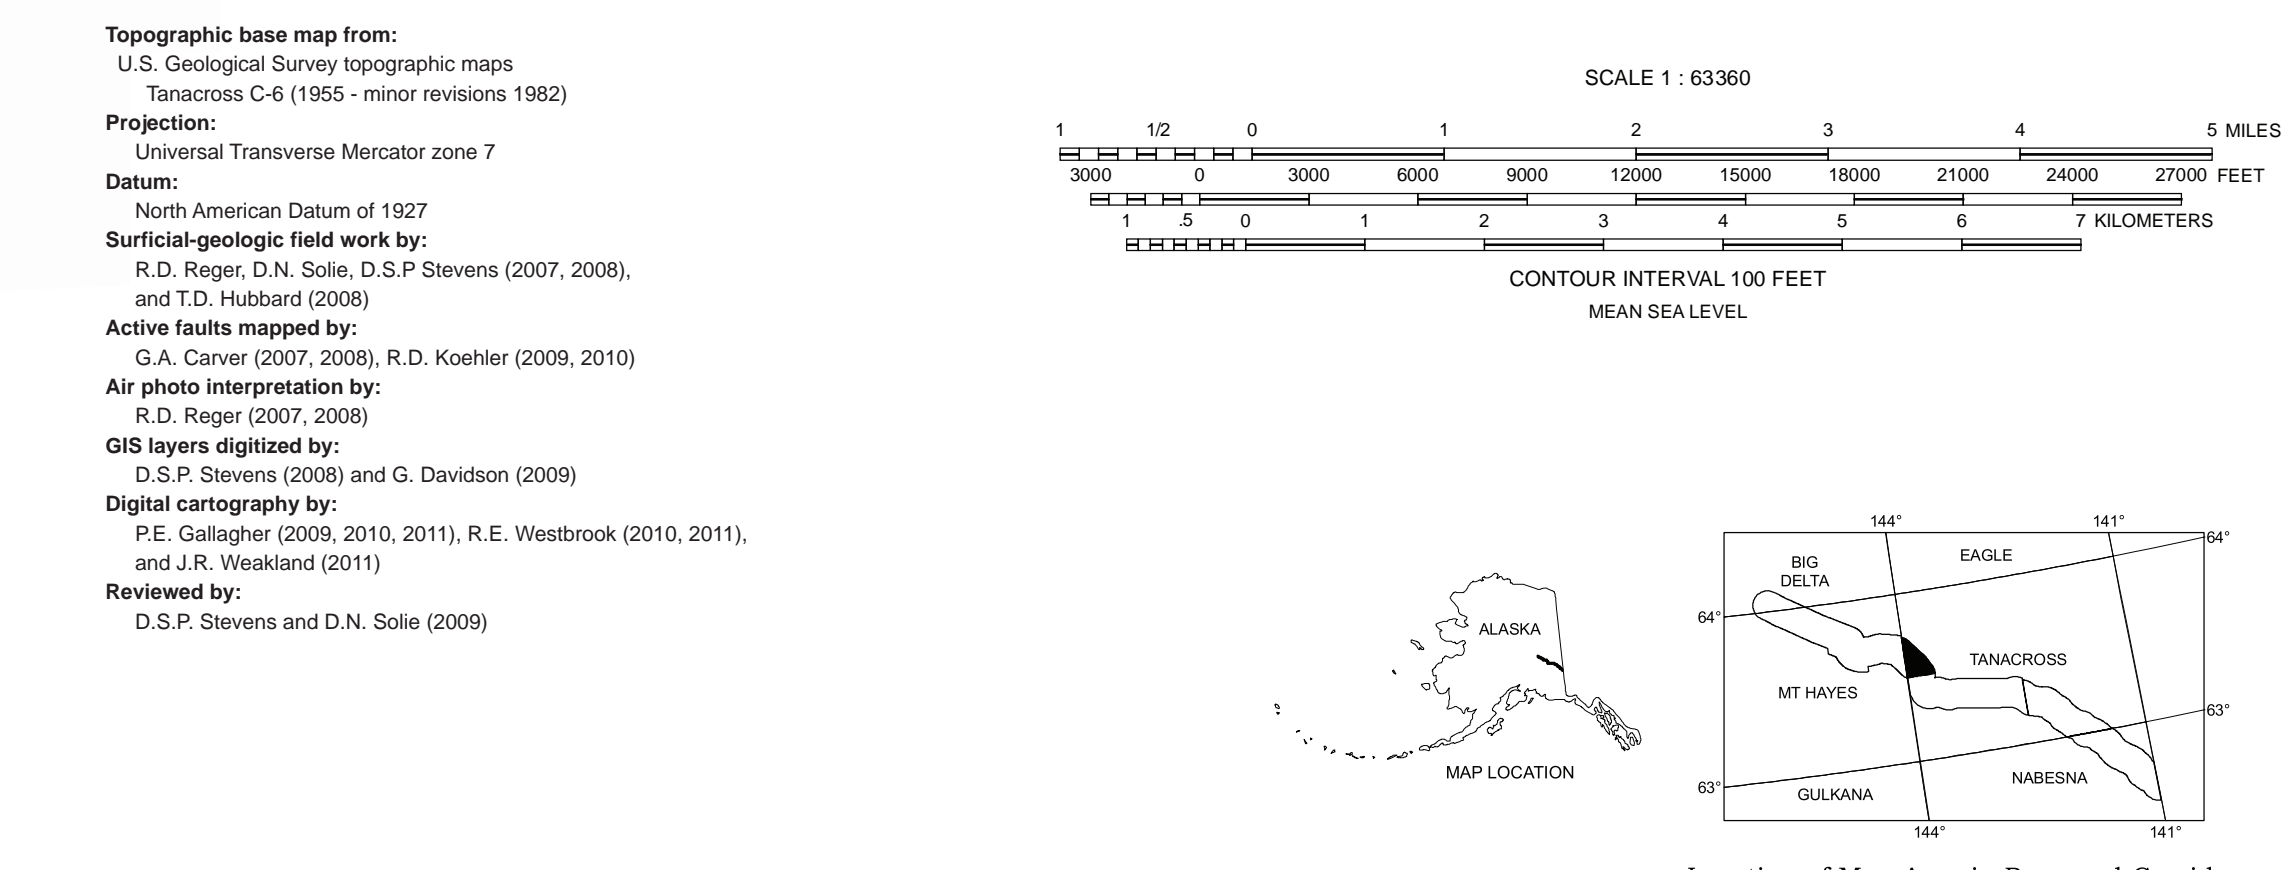 Topographic base map from:
U.S. Geological Survey topographic maps
Tanacross C-6 (1955 - minor revisions 1982)
Projection:
Universal Transverse Mercator zone 7
Datum:
North American Datum of 1927
Surficial-geologic field work by:
R.D. Reger, D.N. Solie, D.S.P Stevens (2007, 2008),
and T.D. Hubbard (2008)
Active faults mapped by:
G.A. Carver (2007, 2008), R.D. Koehler (2009, 2010)
Air photo interpretation by:
R.D. Reger (2007, 2008)
GIS layers digitized by:
D.S.P. Stevens (2008) and G. Davidson (2009)
Digital cartography by:
P.E. Gallagher (2009, 2010, 2011), R.E. Westbrook (2010, 2011),
and J.R. Weakland (2011)
Reviewed by:
D.S.P. Stevens and D.N. Solie (2009)
SCALE 1 : 63360
1 1/2 0 1 2 3 4 5 MILES
3000 0 3000 6000 9000 12000 15000 18000 21000 24000 27000 FEET
1 .5 0 1 2 3 4 5 6 7 KILOMETERS
CONTOUR INTERVAL 100 FEET
MEAN SEA LEVEL
ALASKA
MAP LOCATION
144° 141°
64°
BIG
DELTA
EAGLE
64°
TANACROSS
MT HAYES
63°
NABESNA
63°
GULKANA
144° 141°